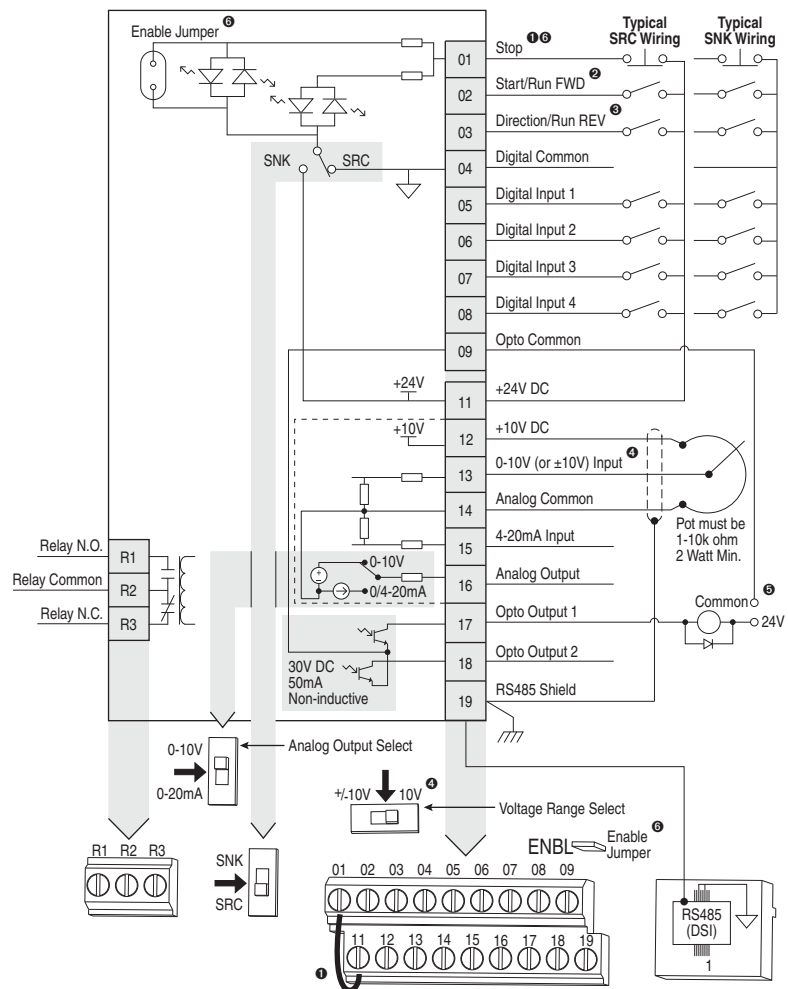 Enable Jumper ❻
Typical SRC Wiring
Typical SNK Wiring
01 Stop ❶❻
02 Start/Run FWD ❷
03 Direction/Run REV ❸
SNK SRC
04 Digital Common
05 Digital Input 1
06 Digital Input 2
07 Digital Input 3
08 Digital Input 4
09 Opto Common
+24V
11 +24V DC
+10V
12 +10V DC
13 0-10V (or ±10V) Input ❹
14 Analog Common
Pot must be
1-10k ohm
2 Watt Min.
15 4-20mA Input
Relay N.O. R1
Relay Common R2
Relay N.C. R3
0-10V
0/4-20mA
16 Analog Output
Common ❺
24V
17 Opto Output 1
18 Opto Output 2
30V DC
50mA
Non-inductive
19 RS485 Shield
0-10V
0-20mA
Analog Output Select
+/-10V 10V ❹
Voltage Range Select
ENBL Enable Jumper ❻
R1 R2 R3
SNK
SRC
01 02 03 04 05 06 07 08 09
11 12 13 14 15 16 17 18 19
❶
RS485
(DSI)
1